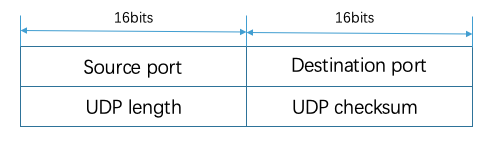 16bits 16bits
Source port Destination port
UDP length UDP checksum